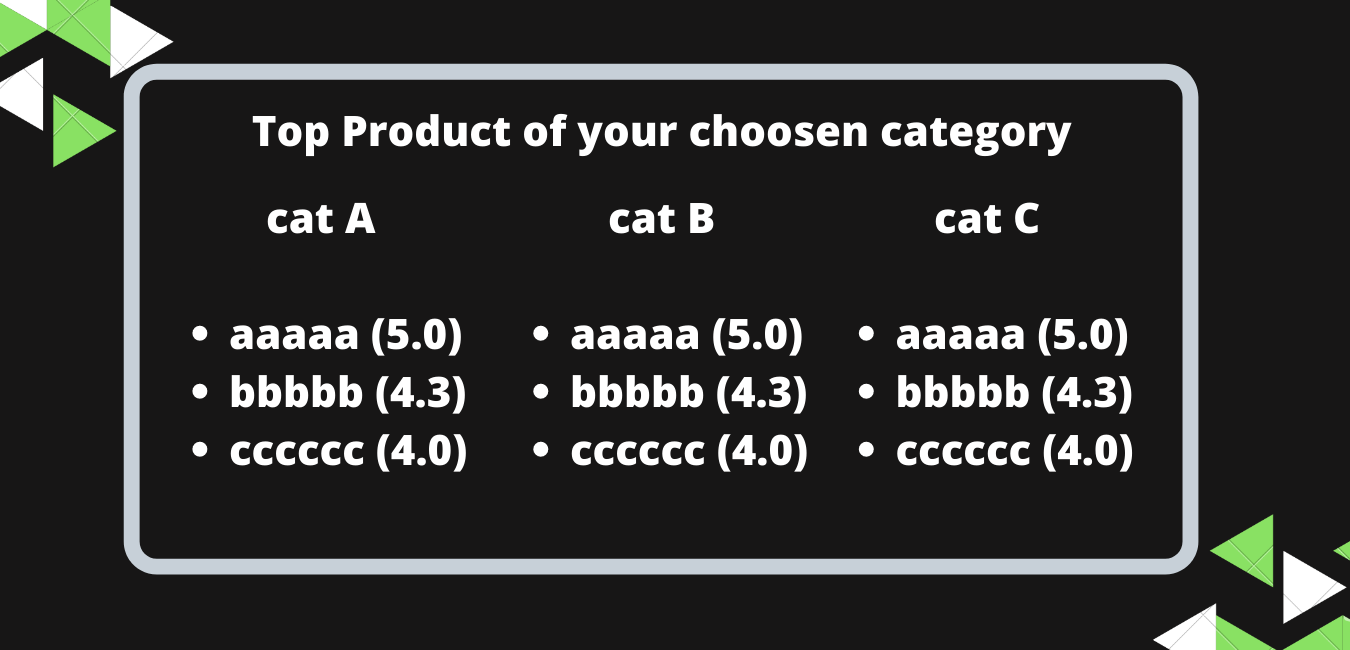 Top Product of your choosen category
cat A
• aaaaa (5.0)
• bbbbb (4.3)
• cccccc (4.0)
cat B
• aaaaa (5.0)
• bbbbb (4.3)
• cccccc (4.0)
cat C
• aaaaa (5.0)
• bbbbb (4.3)
• cccccc (4.0)